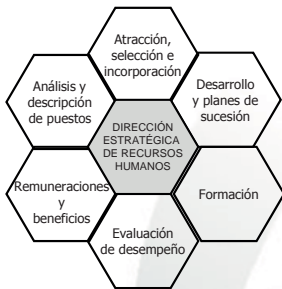 Atracción,
selección e
incorporación
Análisis y
descripción
de puestos
Desarrollo
y planes de
sucesión
DIRECCIÓN
ESTRATÉGICA
DE RECURSOS
HUMANOS
Remuneraciones
y
beneficios
Formación
Evaluación
de desempeño